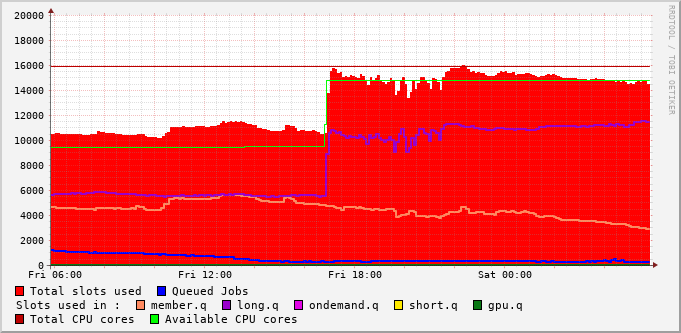 20000
18000
16000
14000
12000
10000
8000
6000
4000
2000
0
Fri 06:00 Fri 12:00 Fri 18:00 Sat 00:00
Total slots used Queued Jobs
Slots used in : member.q long.q ondemand.q short.q gpu.q
Total CPU cores Available CPU cores
RRDTOOL / TOBI OETIKER